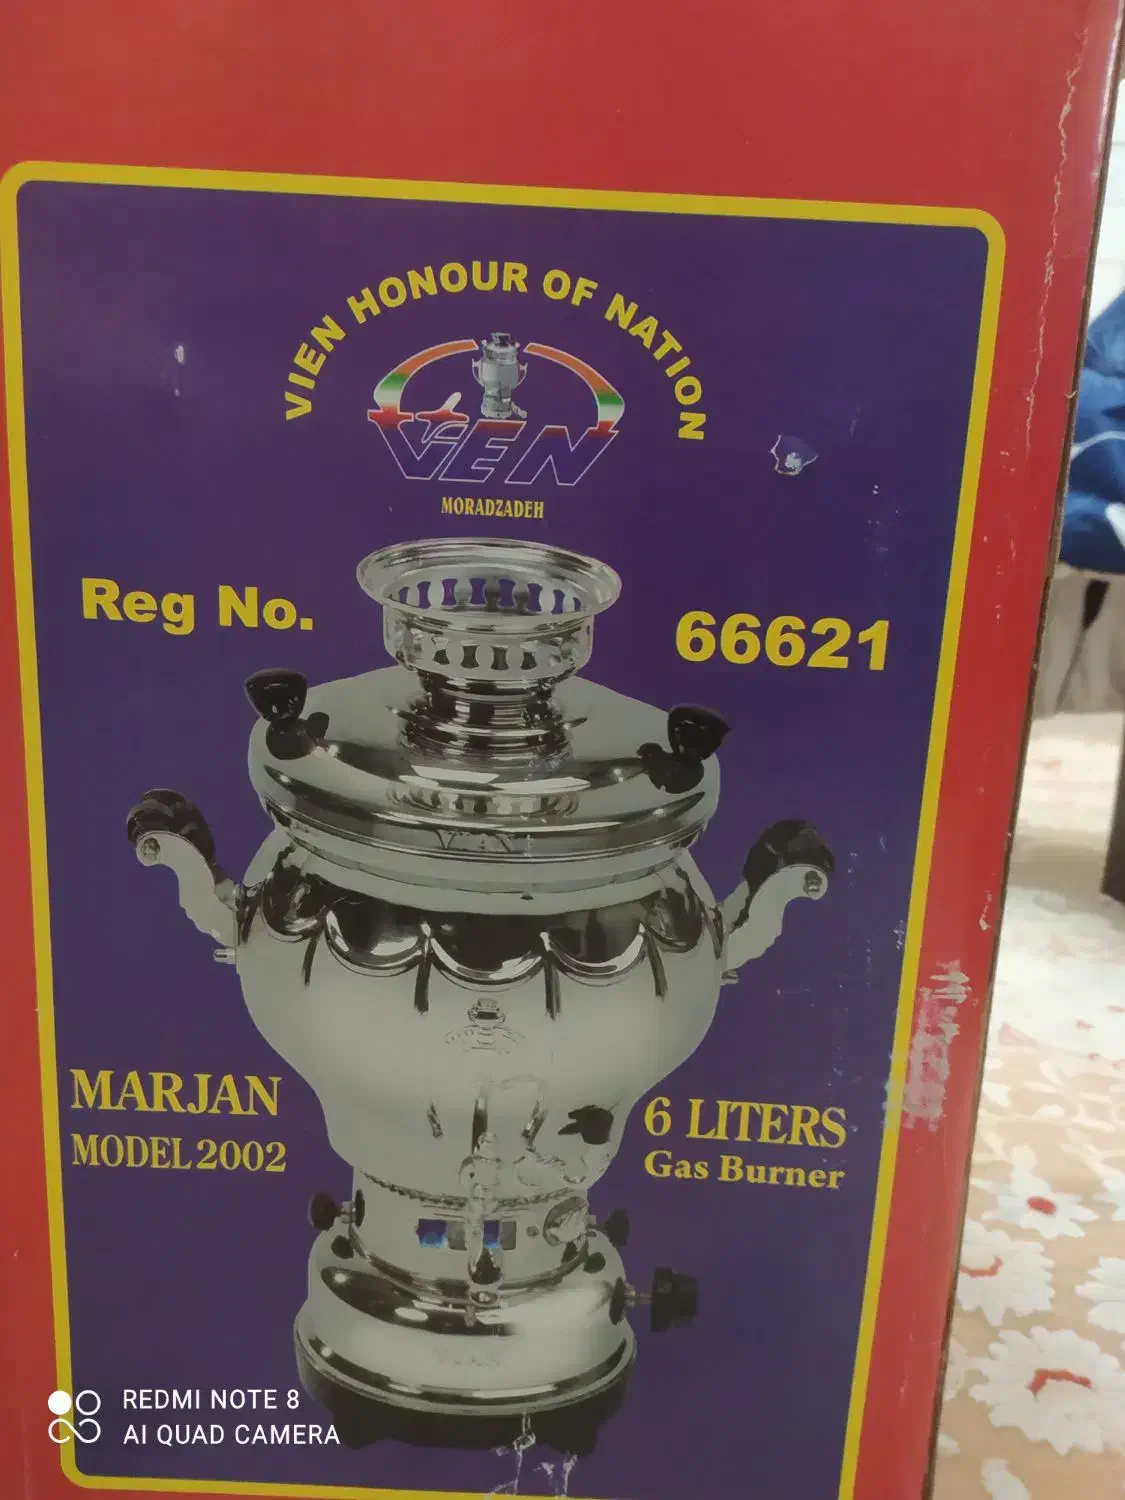 VIEN HONOUR OF NATION
VIEN
MORADZADEH
Reg No.
66621
MARJAN
MODEL 2002
6 LITERS
Gas Burner
REDMI NOTE 8
AI QUAD CAMERA